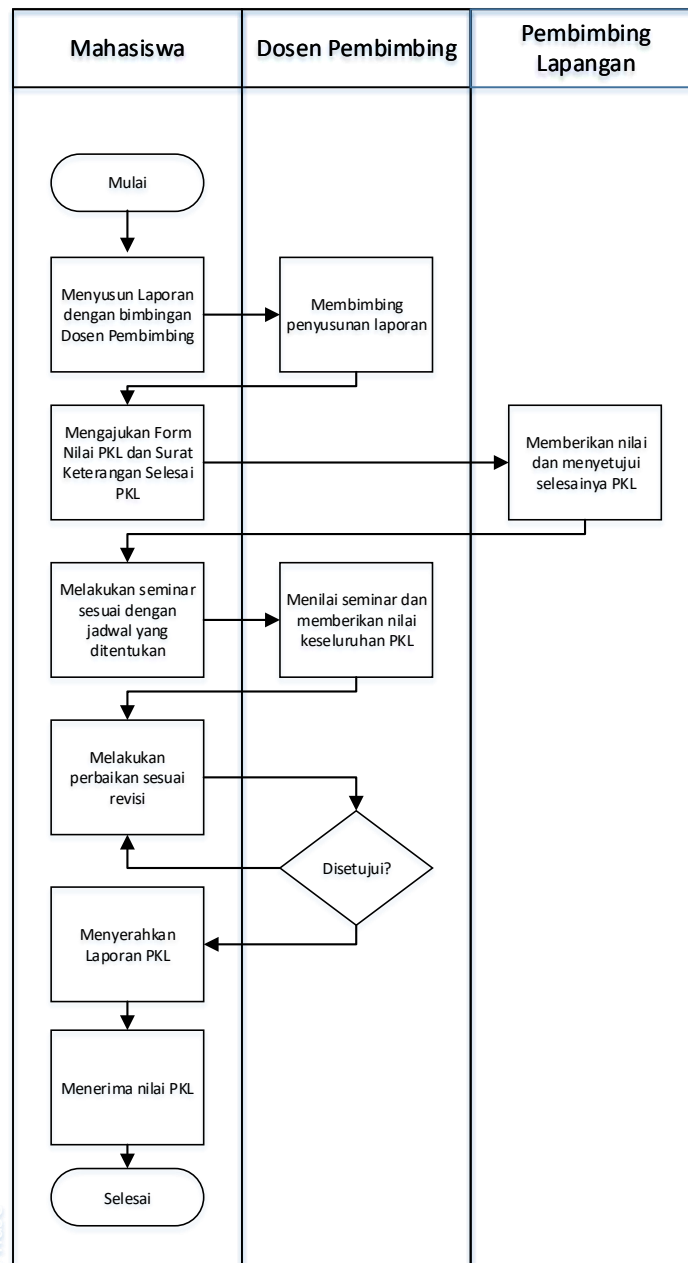 Mahasiswa
Dosen Pembimbing
Pembimbing
Lapangan
Mulai
Menyusun Laporan
dengan bimbingan
Dosen Pembimbing
Membimbing
penyusunan laporan
Mengajukan Form
Nilai PKL dan Surat
Keterangan Selesai
PKL
Memberikan nilai
dan menyetujui
selesainya PKL
Melakukan seminar
sesuai dengan
jadwal yang
ditentukan
Menilai seminar dan
memberikan nilai
keseluruhan PKL
Melakukan
perbaikan sesuai
revisi
Disetujui?
Menyerahkan
Laporan PKL
Menerima nilai PKL
Selesai